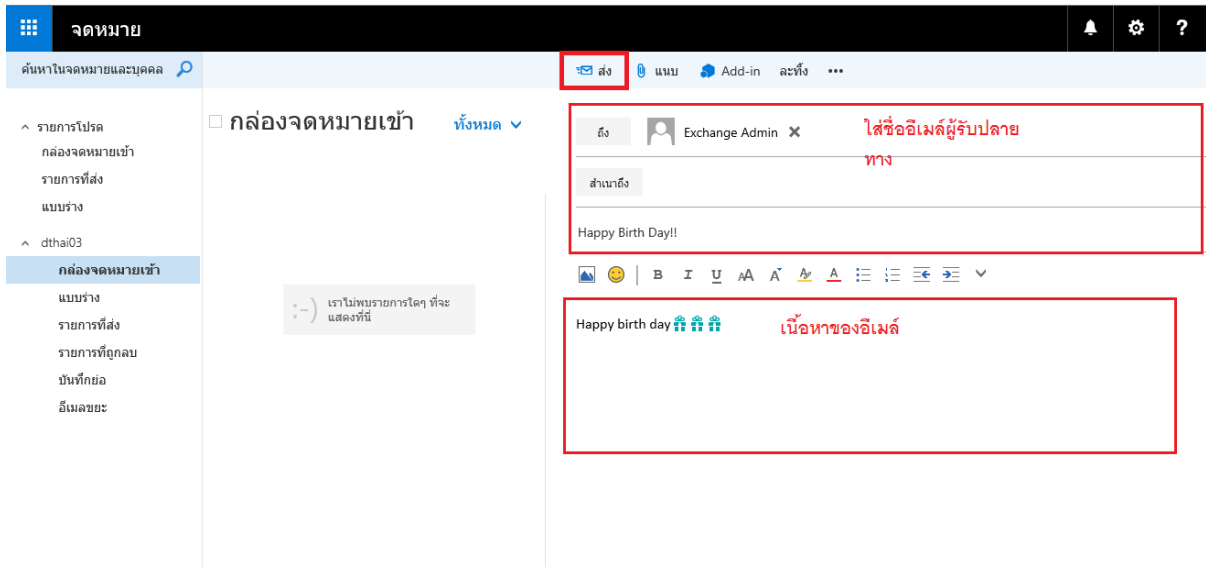 จดหมาย
?
ค้นหาในจดหมายและบุคคล
ส่ง
แนบ
Add-in
ละทิ้ง
รายการโปรด
กล่องจดหมายเข้า
รายการที่ส่ง
แบบร่าง
dthai03
กล่องจดหมายเข้า
แบบร่าง
รายการที่ส่ง
รายการที่ถูกลบ
บันทึกย่อ
อีเมลขยะ
กล่องจดหมายเข้า
ทั้งหมด
:-)
เราไม่พบรายการใดๆ ที่จะ
แสดงที่นี่
ถึง
Exchange Admin
ใส่ชื่ออีเมล์ผู้รับปลาย
ทาง
สำเนาถึง
Happy Birth Day!!
B I U AA A A
Happy birth day
เนื้อหาของอีเมล์